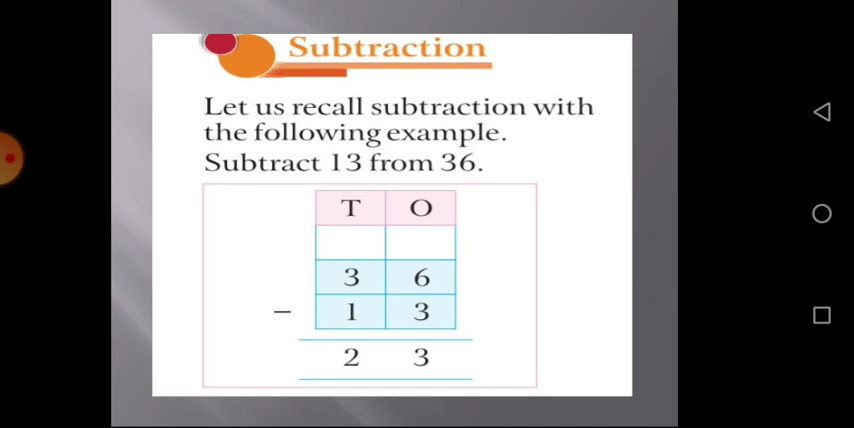 Subtraction
Let us recall subtraction with
the following example.
Subtract 13 from 36.
T O
3 6
− 1 3
2 3